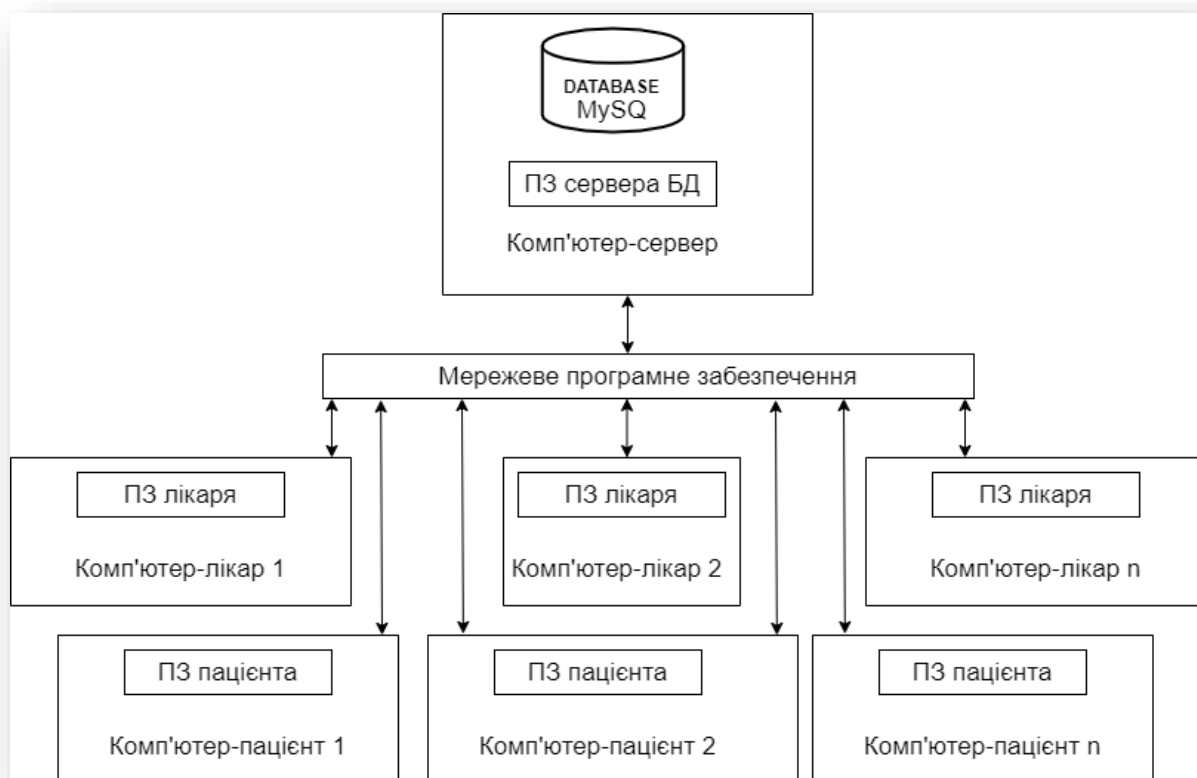 DATABASE
MySQ
ПЗ сервера БД
Комп'ютер-сервер
Мережеве програмне забезпечення
ПЗ лікаря
Комп'ютер-лікар 1
ПЗ лікаря
Комп'ютер-лікар 2
ПЗ лікаря
Комп'ютер-лікар n
ПЗ пацієнта
Комп'ютер-пацієнт 1
ПЗ пацієнта
Комп'ютер-пацієнт 2
ПЗ пацієнта
Комп'ютер-пацієнт n